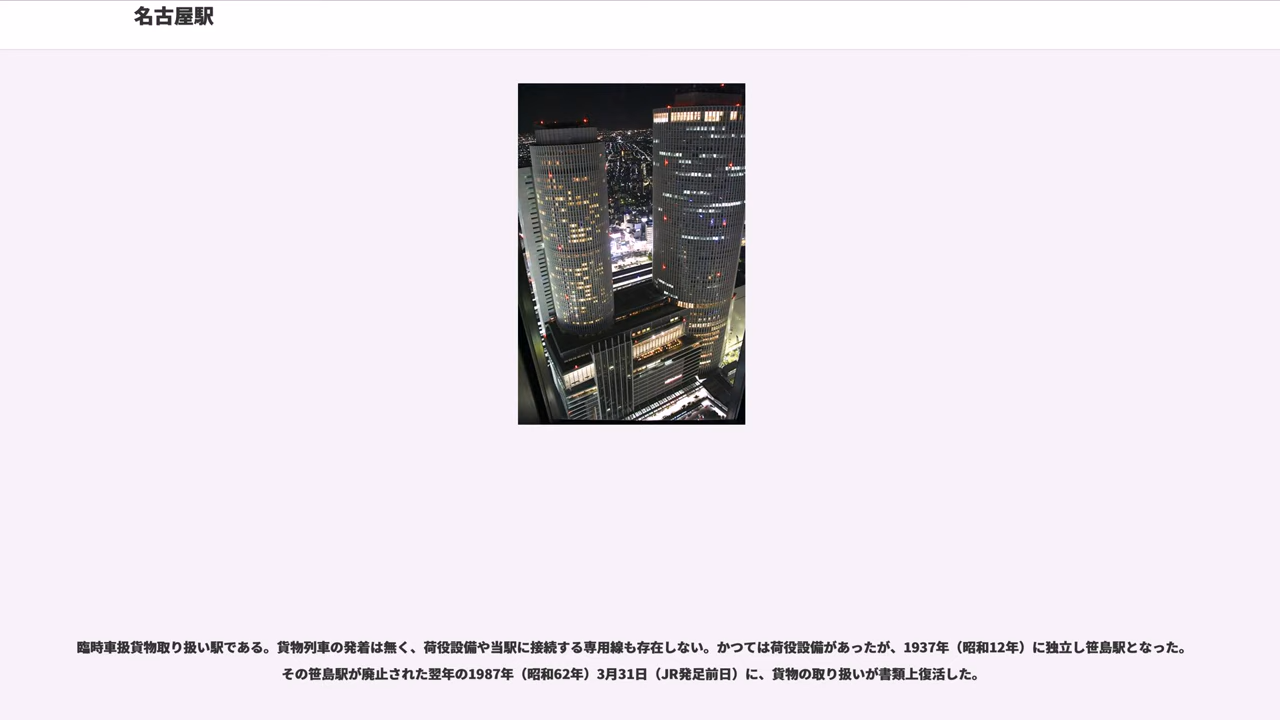 名古屋駅
臨時車扱貨物取り扱い駅である。貨物列車の発着は無く、荷役設備や当駅に接続する専用線も存在しない。かつては荷役設備があったが、1937年（昭和12年）に独立し笹島駅となった。
その笹島駅が廃止された翌年の1987年（昭和62年）3月31日（JR発足前日）に、貨物の取り扱いが書類上復活した。